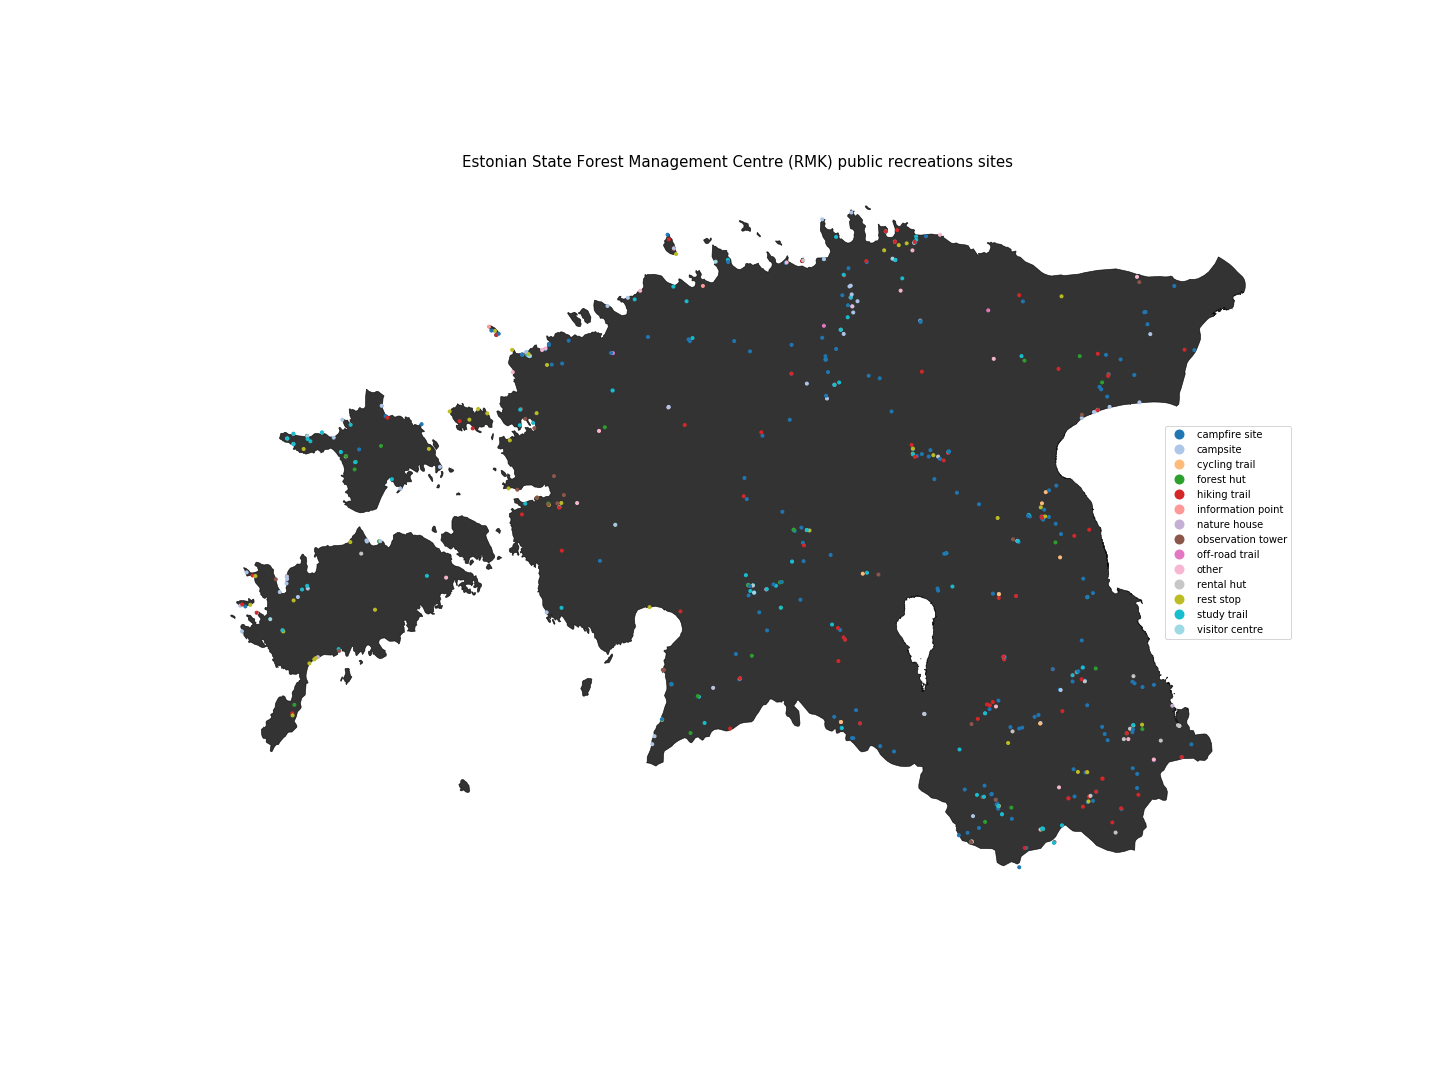 Estonian State Forest Management Centre (RMK) public recreations sites
campfire site
campsite
cycling trail
forest hut
hiking trail
information point
nature house
observation tower
off-road trail
other
rental hut
rest stop
study trail
visitor centre